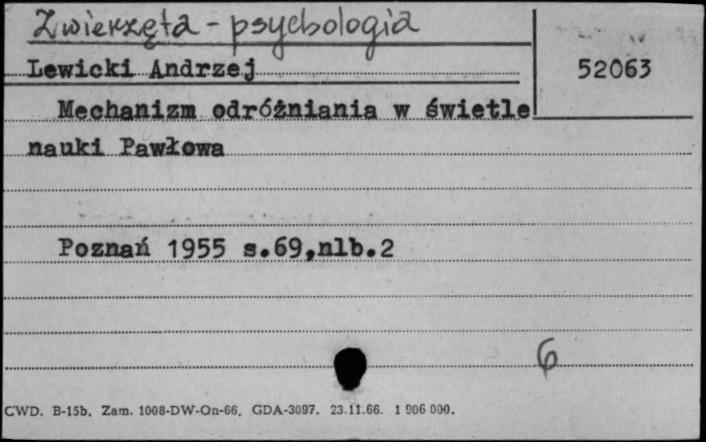 Zwierzęta - psychologia
Lewicki Andrzej
52063
Mechanizm odróżniania w świetle
nauki Pawłowa
Poznań 1955 s.69,nlb.2
6
CWD. B-15b. Zam. 1008-DW-On-66. GDA-3097. 23.11.66. 1 906 000.